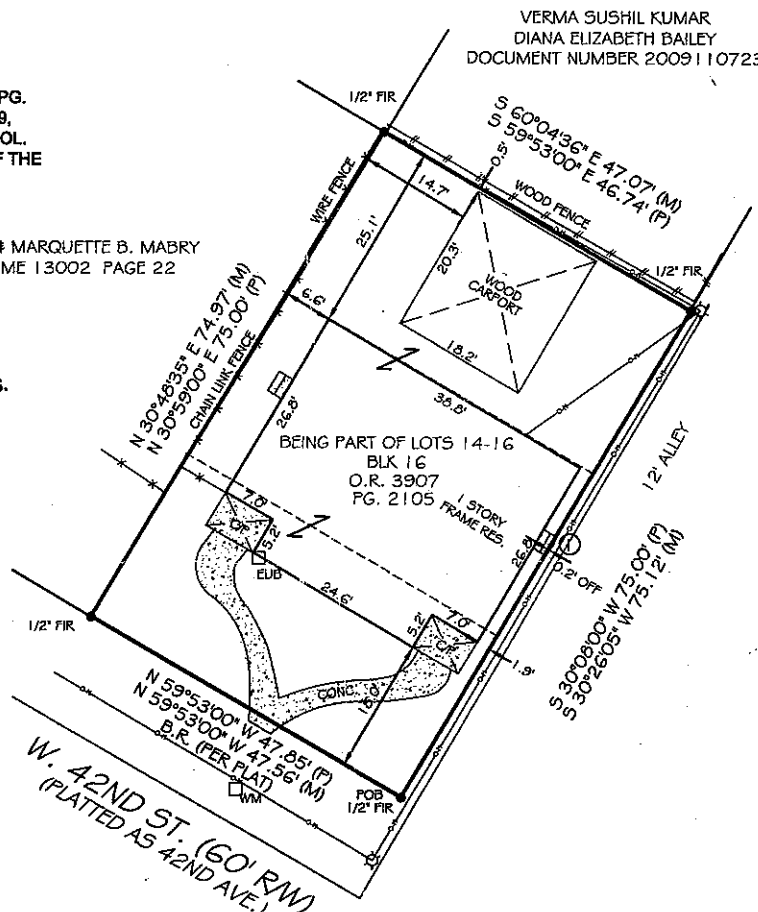 VERMA SUSHIL KUMAR
DIANA ELIZABETH BAILEY
DOCUMENT NUMBER 2009110723
PG.
9,
OL.
F THE
1/2" FIR
S 60°04'36" E 47.07' (M)
S 59°53'00" E 46.74' (P)
0.5'
WIRE FENCE
14.7'
WOOD FENCE
25.1'
MARQUETTE B. MABRY
ME 13002 PAGE 22
20.3'
WOOD
CARPORT
1/2" FIR
N 30°48'35" E 74.97' (M)
N 30°59'00" E 75.00' (P)
CHAIN LINK FENCE
6.6'
18.2'
S.
38.8'
26.8'
BEING PART OF LOTS 14-16
BLK 16
O.R. 3907
PG. 2105
12' ALLEY
1 STORY
FRAME RES.
1
7.0'
C/P
5.2'
26.8'
0.2' OFF
EUB
24.6'
S 30°08'00" W 75.00' (P)
S 30°26'05" W 75.12' (M)
5.2'
7.0'
C/P
1/2" FIR
1.9'
CONC.
15.0'
N 59°53'00" W 47.85' (P)
N 59°53'00" W 47.56' (M)
B.R. (PER PLAT)
WM
POB
1/2" FIR
W. 42ND ST. (60' R/W)
(PLATTED AS 42ND AVE.)